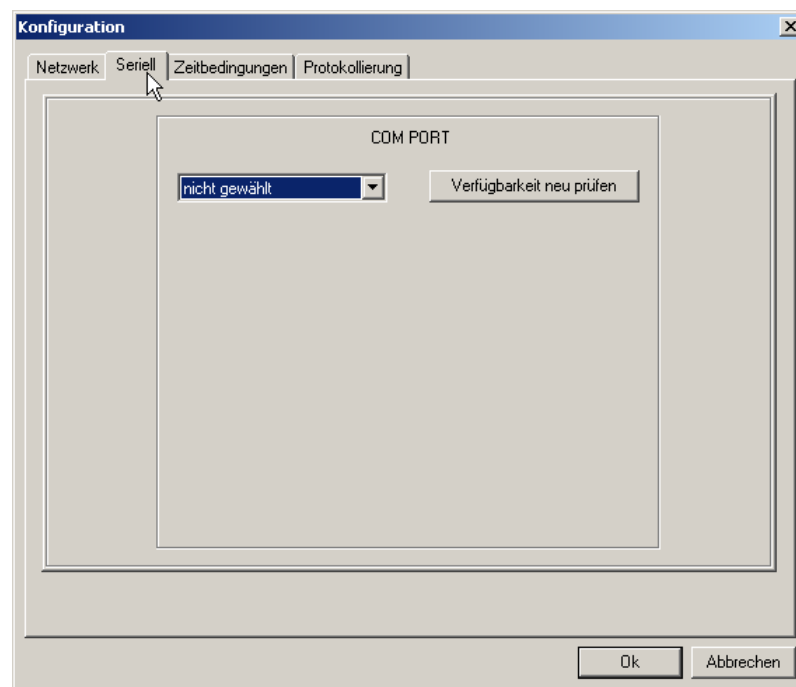 Konfiguration
Netzwerk Seriell Zeitbedingungen Protokollierung
COM PORT
nicht gewählt Verfügbarkeit neu prüfen
Ok Abbrechen